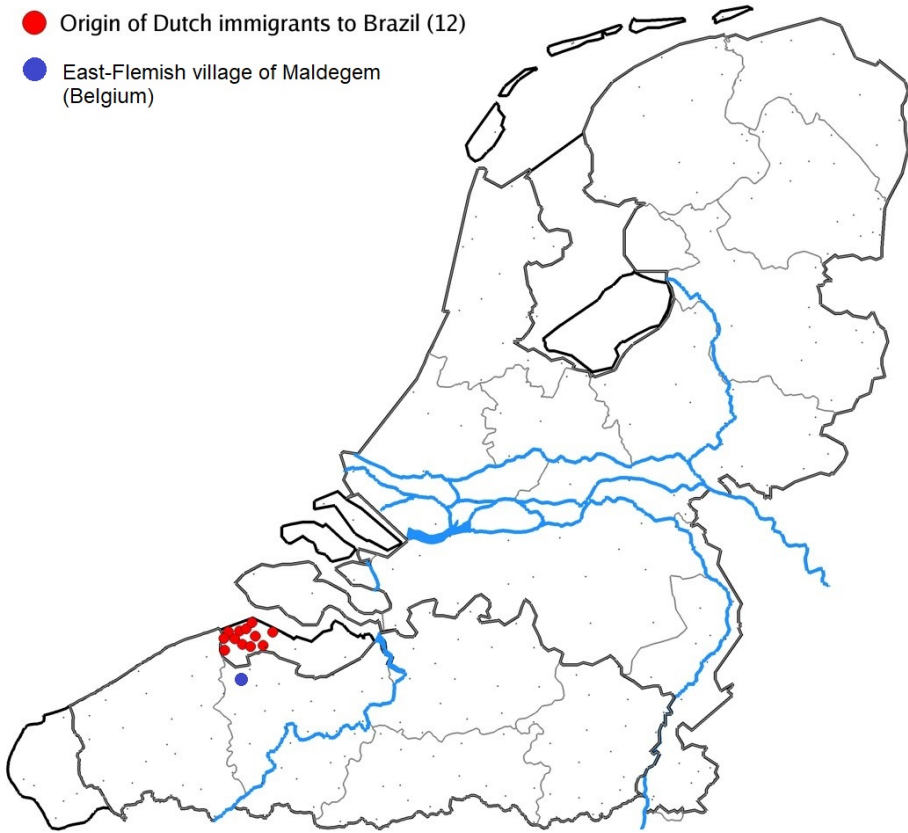 Origin of Dutch immigrants to Brazil (12)
East-Flemish village of Maldegem
(Belgium)